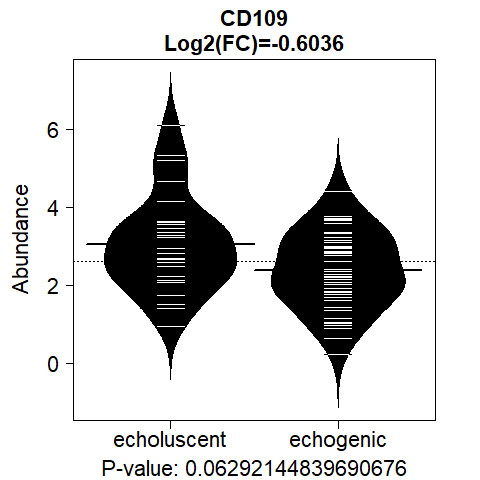 CD109
Log2(FC)=-0.6036
Abundance
6
4
2
0
echoluscent echogenic
P-value: 0.06292144839690676